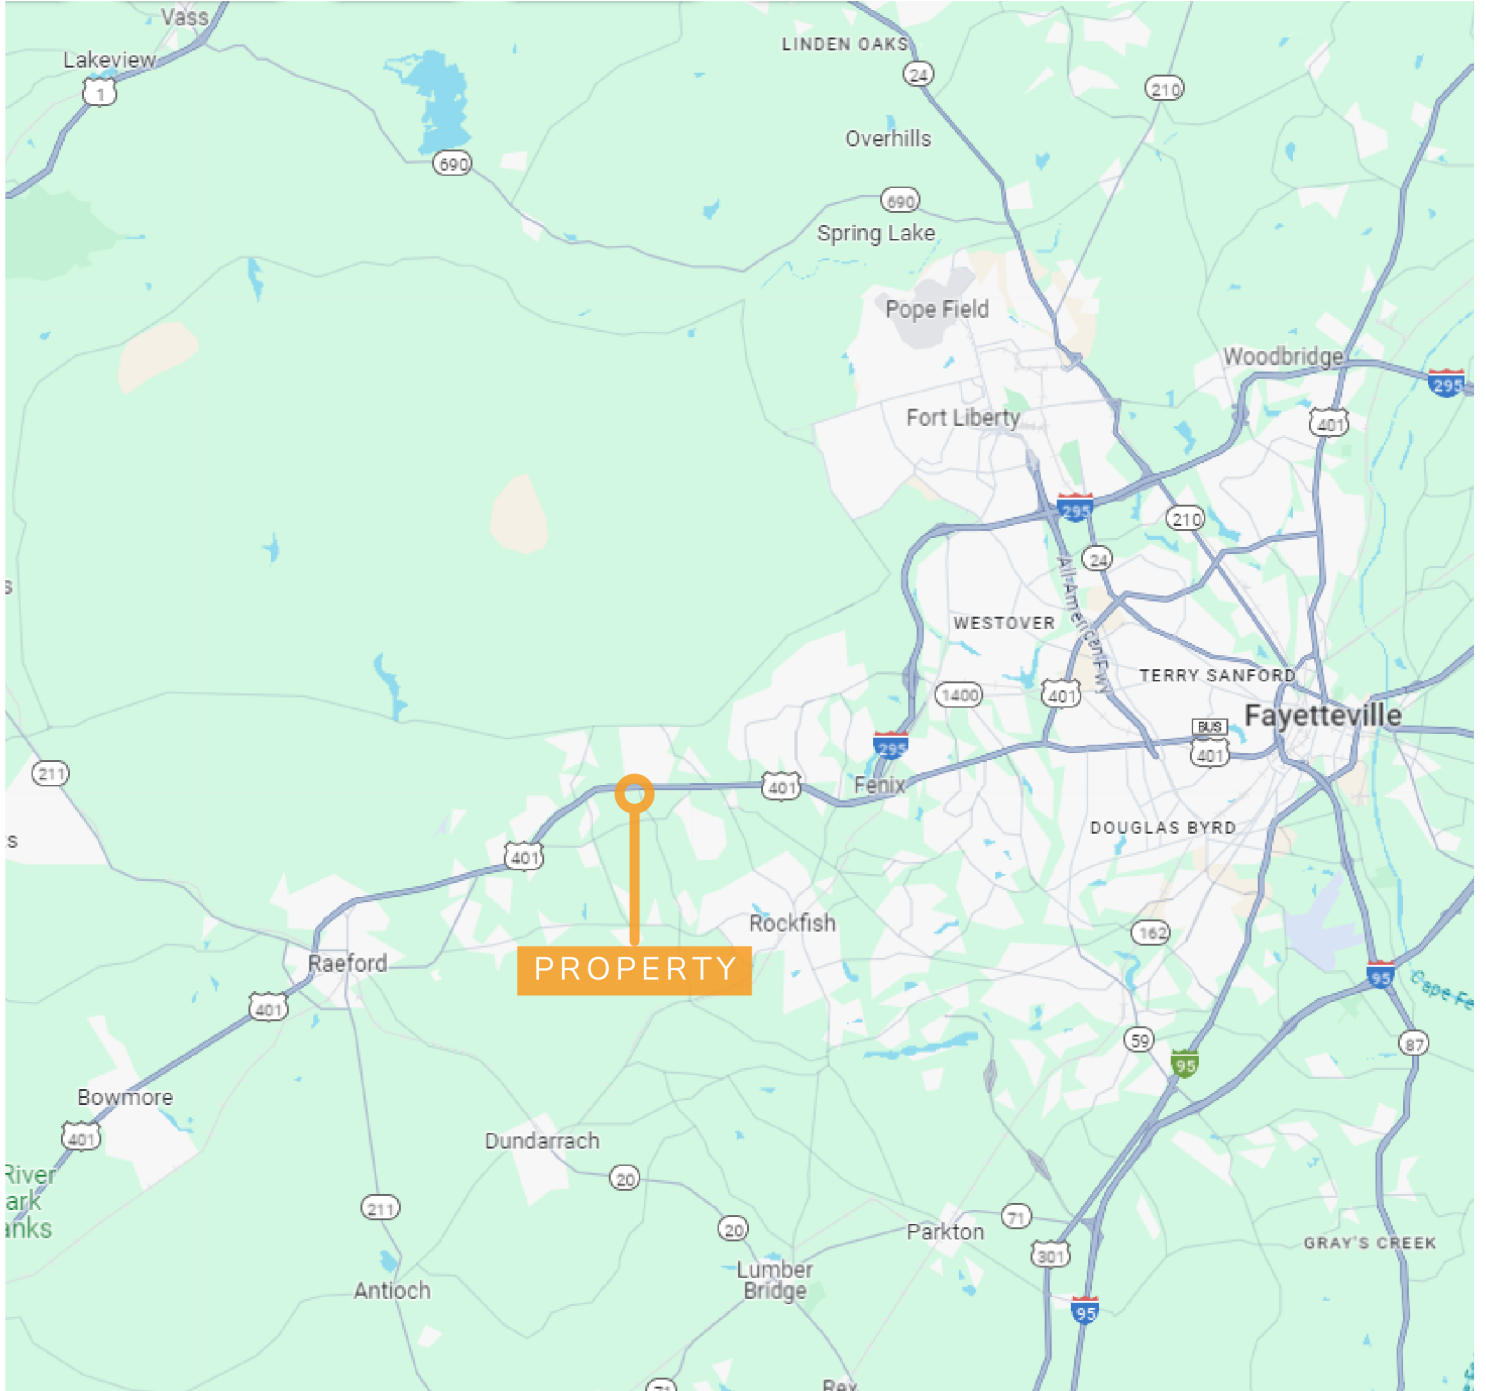 Vass
LINDEN OAKS
Lakeview
24
1
210
Overhills
690
690
Spring Lake
Pope Field
Woodbridge
295
Fort Liberty
401
295
210
24
All American Fwy
s
WESTOVER
TERRY SANFORD
1400
401
Fayetteville
BUS
401
295
211
Fenix
401
DOUGLAS BYRD
s
401
Rockfish
162
Raeford
PROPERTY
95
Cape Fe
401
59
87
95
Bowmore
401
Dundarrach
River
ark
anks
20
211
71
20
Parkton
GRAY'S CREEK
301
Lumber
Bridge
Antioch
95
71
Rex